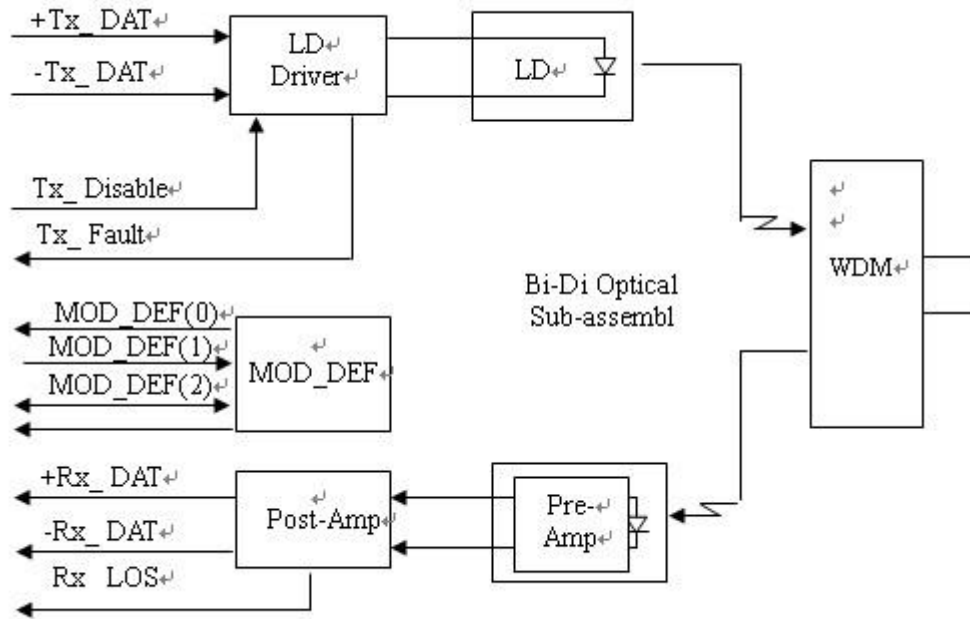 +Tx_ DAT↵
-Tx_ DAT↵
LD↵
Driver↵
LD↵
Tx_ Disable↵
Tx_ Fault↵
↵
↵
WDM↵
Bi-Di Optical
Sub-assembl
MOD_DEF(0)↵
MOD_DEF(1)↵
MOD_DEF(2)↵
↵
MOD_DEF↵
+Rx_ DAT↵
-Rx_ DAT↵
Rx LOS↵
↵
Post-Amp↵
Pre-↵
Amp↵